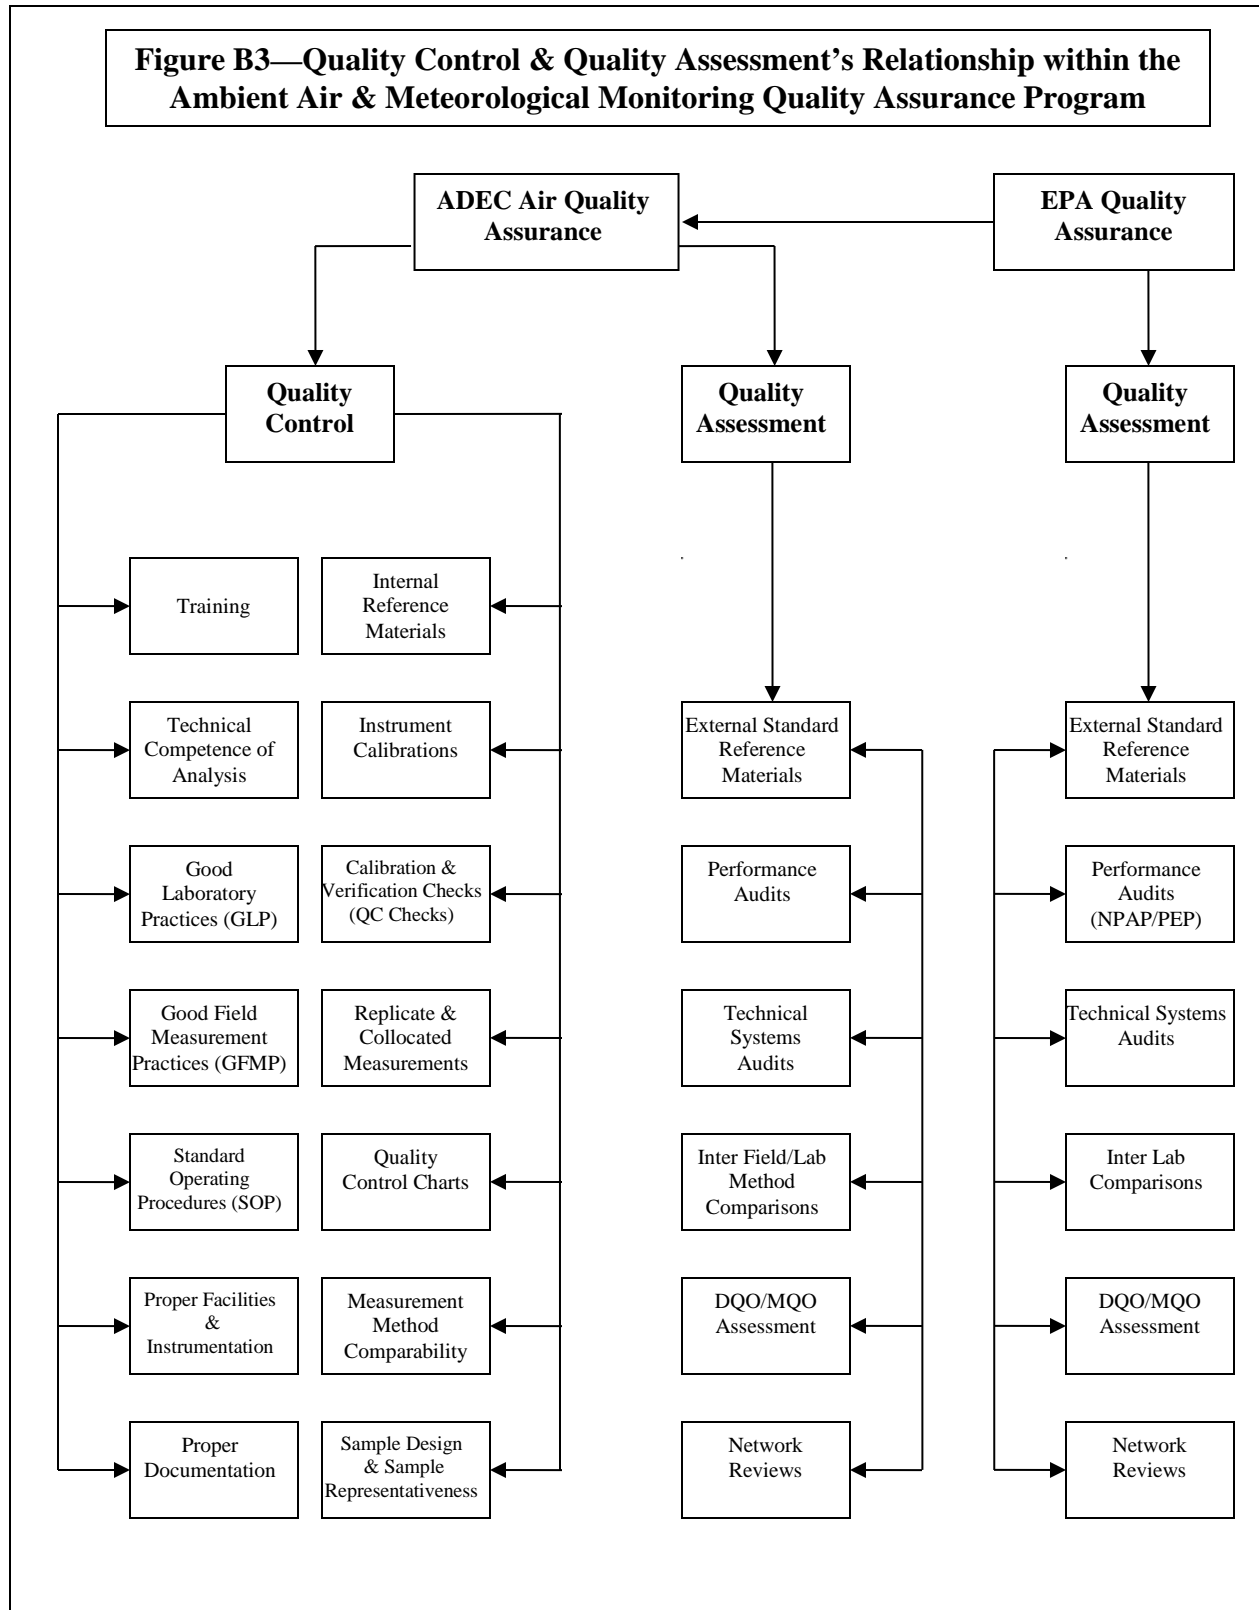 Figure B3—Quality Control & Quality Assessment’s Relationship within the
Ambient Air & Meteorological Monitoring Quality Assurance Program
ADEC Air Quality
Assurance
EPA Quality
Assurance
Quality
Control
Quality
Assessment
Quality
Assessment
Training
Internal
Reference
Materials
Technical
Competence of
Analysis
Instrument
Calibrations
External Standard
Reference
Materials
External Standard
Reference
Materials
Good
Laboratory
Practices (GLP)
Calibration &
Verification Checks
(QC Checks)
Performance
Audits
Performance
Audits
(NPAP/PEP)
Good Field
Measurement
Practices (GFMP)
Replicate &
Collocated
Measurements
Technical
Systems
Audits
Technical Systems
Audits
Standard
Operating
Procedures (SOP)
Quality
Control Charts
Inter Field/Lab
Method
Comparisons
Inter Lab
Comparisons
Proper Facilities
&
Instrumentation
Measurement
Method
Comparability
DQO/MQO
Assessment
DQO/MQO
Assessment
Proper
Documentation
Sample Design
& Sample
Representativeness
Network
Reviews
Network
Reviews